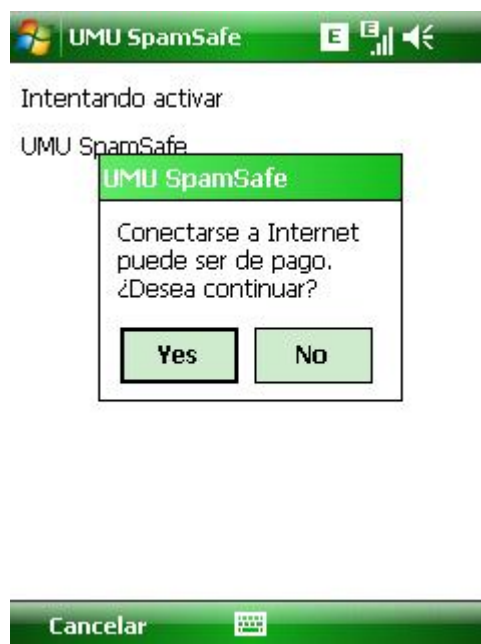 UMU SpamSafe
E
E
Intentando activar
UMU SpamSafe
UMU SpamSafe
Conectarse a Internet
puede ser de pago.
¿Desea continuar?
Yes
No
Cancelar